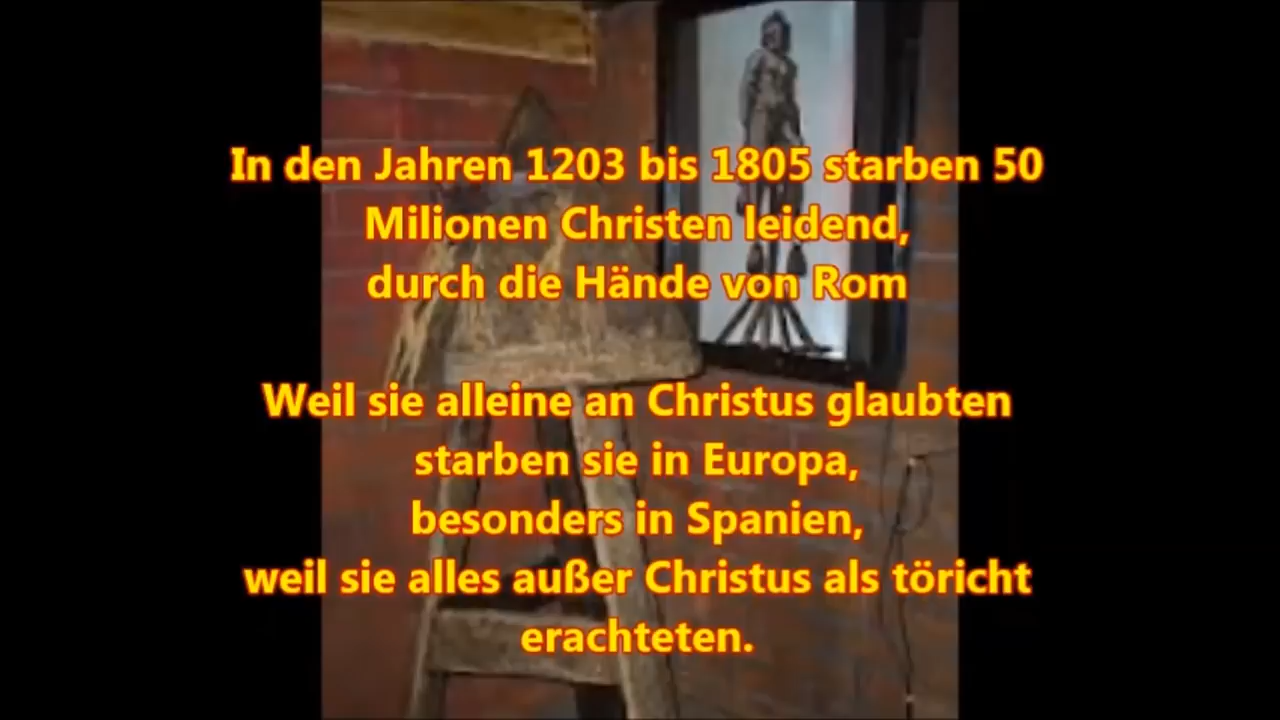 In den Jahren 1203 bis 1805 starben 50
Milionen Christen leidend,
durch die Hände von Rom
Weil sie alleine an Christus glaubten
starben sie in Europa,
besonders in Spanien,
weil sie alles außer Christus als töricht
erachteten.